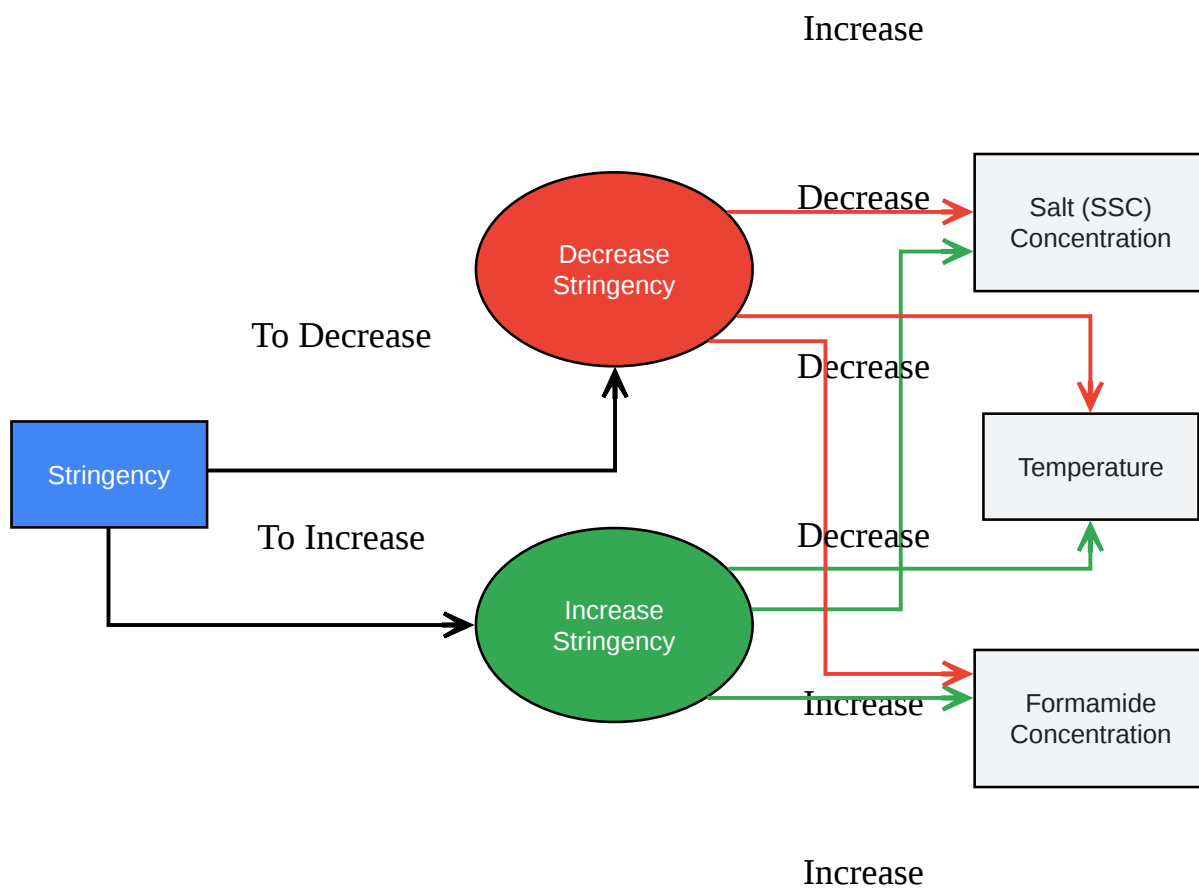 Increase
Decrease
Salt (SSC)
Concentration
Decrease
Stringency
To Decrease
Decrease
Stringency
Temperature
To Increase
Decrease
Increase
Stringency
Increase
Formamide
Concentration
Increase